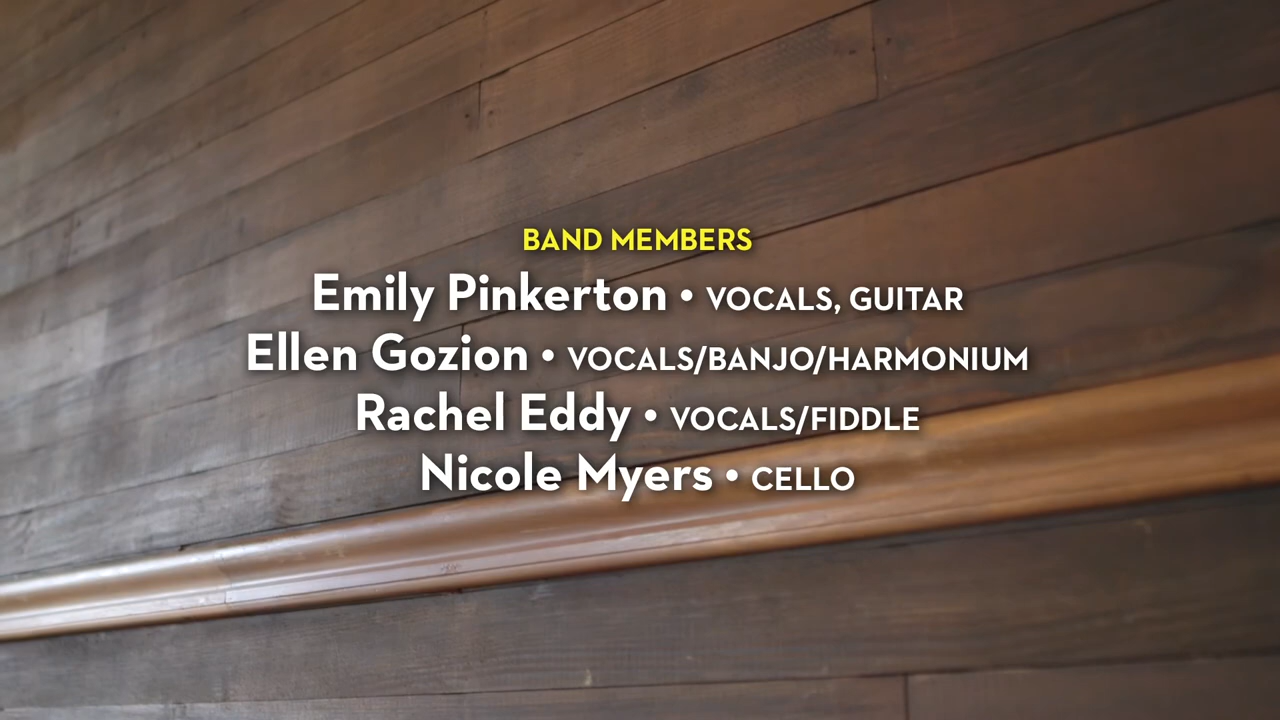 BAND MEMBERS
Emily Pinkerton • VOCALS, GUITAR
Ellen Gozion • VOCALS/BANJO/HARMONIUM
Rachel Eddy • VOCALS/FIDDLE
Nicole Myers • CELLO